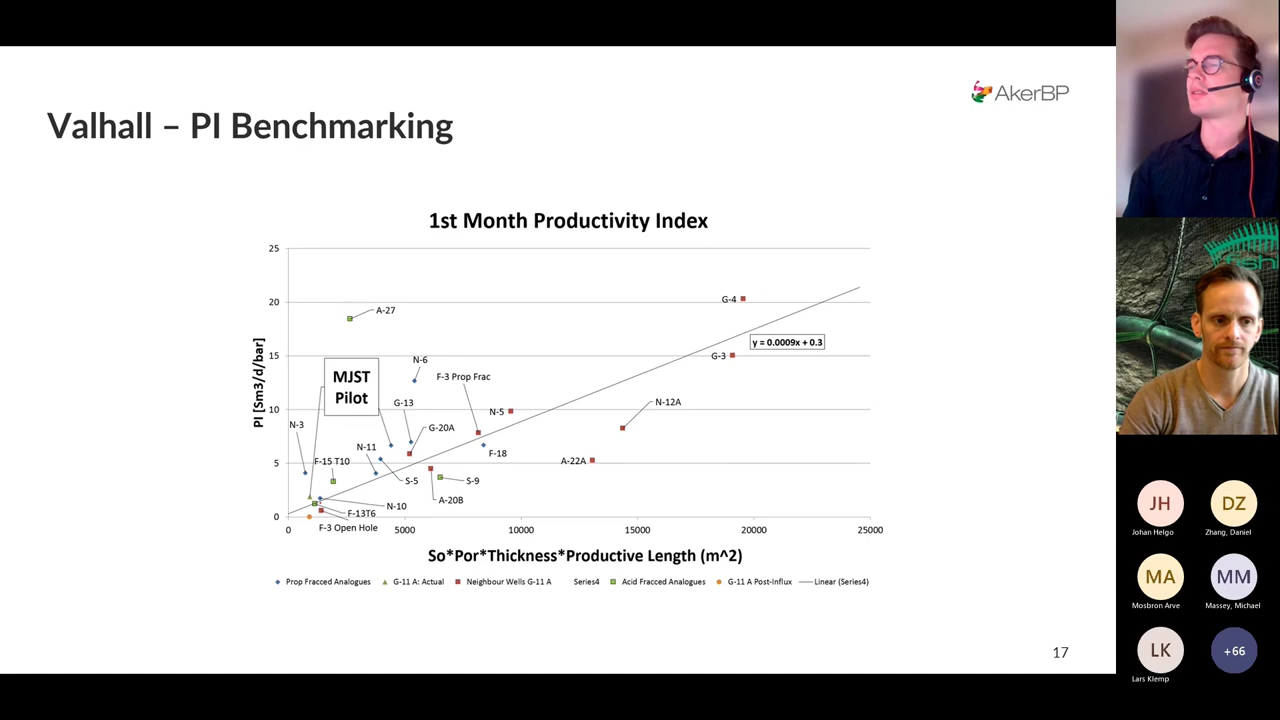 AkerBP
Valhall – PI Benchmarking
1st Month Productivity Index
PI [Sm3/d/bar]
25
20
15
10
5
0
G-4
A-27
y = 0.0009x + 0.3
G-3
N-6
MJST
Pilot
F-3 Prop Frac
G-13
N-5
N-12A
N-3
G-20A
N-11
F-18
F-15 T10
A-22A
S-5
S-9
A-20B
N-10
F-13T6
F-3 Open Hole
0
5000
10000
15000
20000
25000
So*Por*Thickness*Productive Length (m^2)
Prop Fracced Analogues
G-11 A: Actual
Neighbour Wells G-11 A
Series4
Acid Fracced Analogues
G-11 A Post-Influx
Linear (Series4)
17
fishb
JH
Johan Helgo
DZ
Zhang, Daniel
MA
Mosbron Arve
MM
Massey, Michael
LK
Lars Klemp
+66